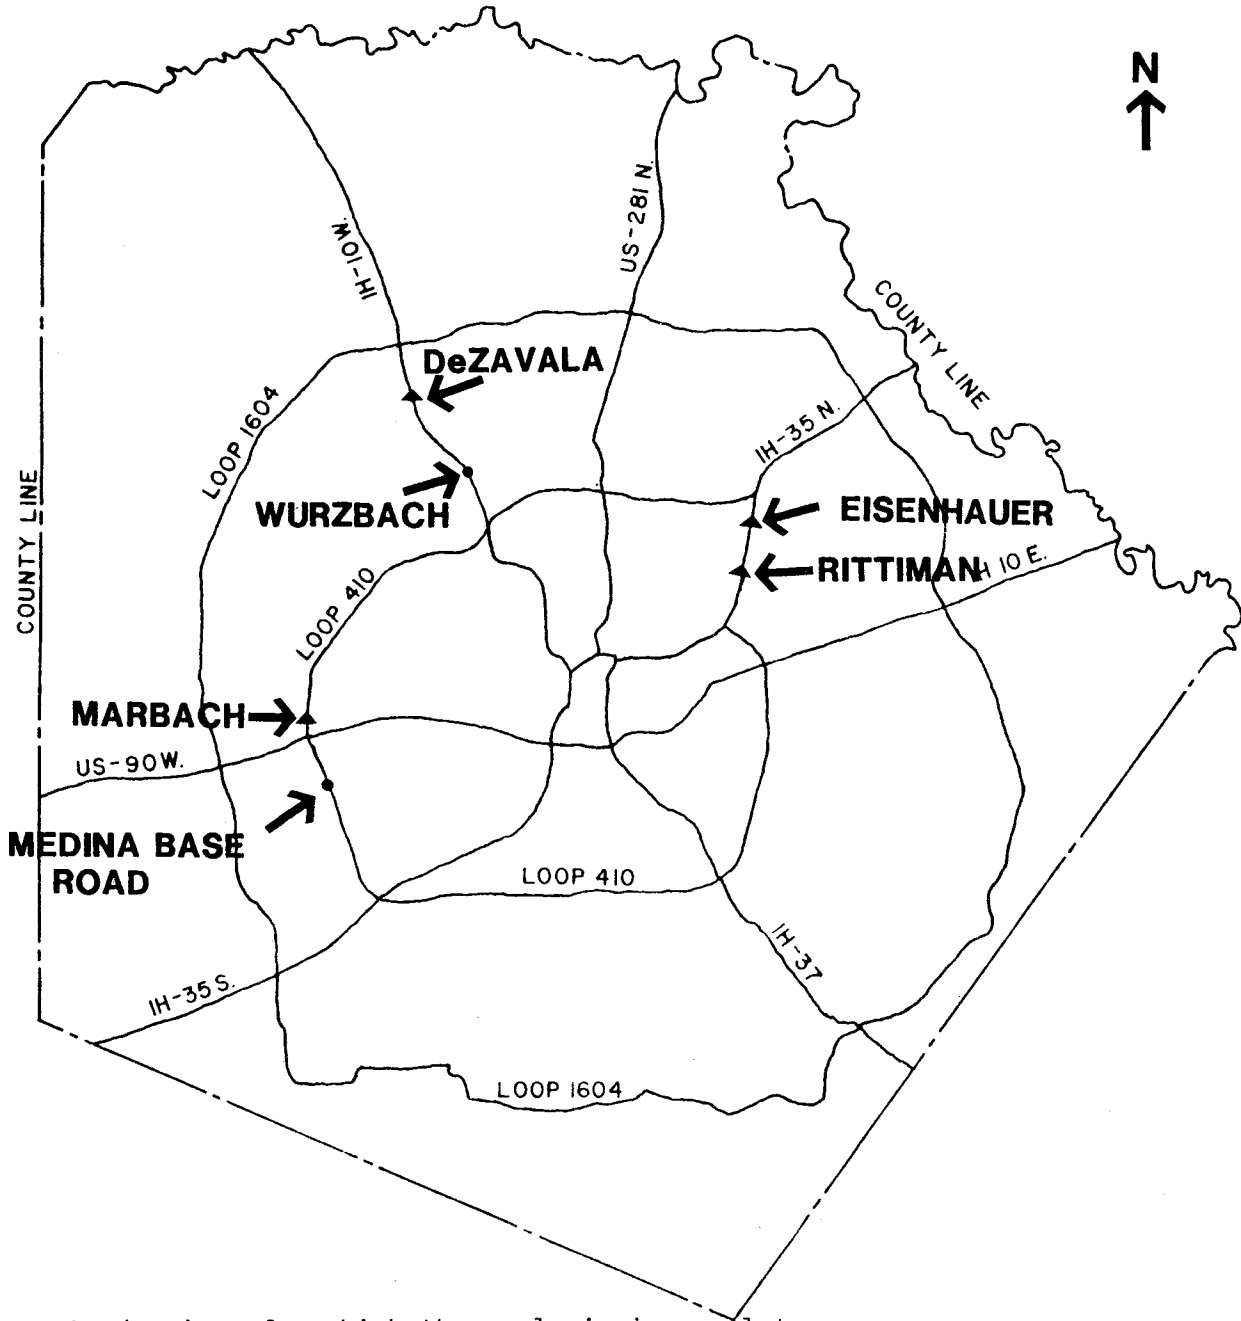 N
IH-10W.
US-281 N.
COUNTY LINE
DeZAVALA
LOOP 1604
IH-35 N.
WURZBACH
EISENHAUER
COUNTY LINE
LOOP 410
RITTIMAN
H 10 E.
MARBACH
US-90W.
MEDINA BASE
ROAD
LOOP 410
IH-37
IH-35 S.
LOOP 1604